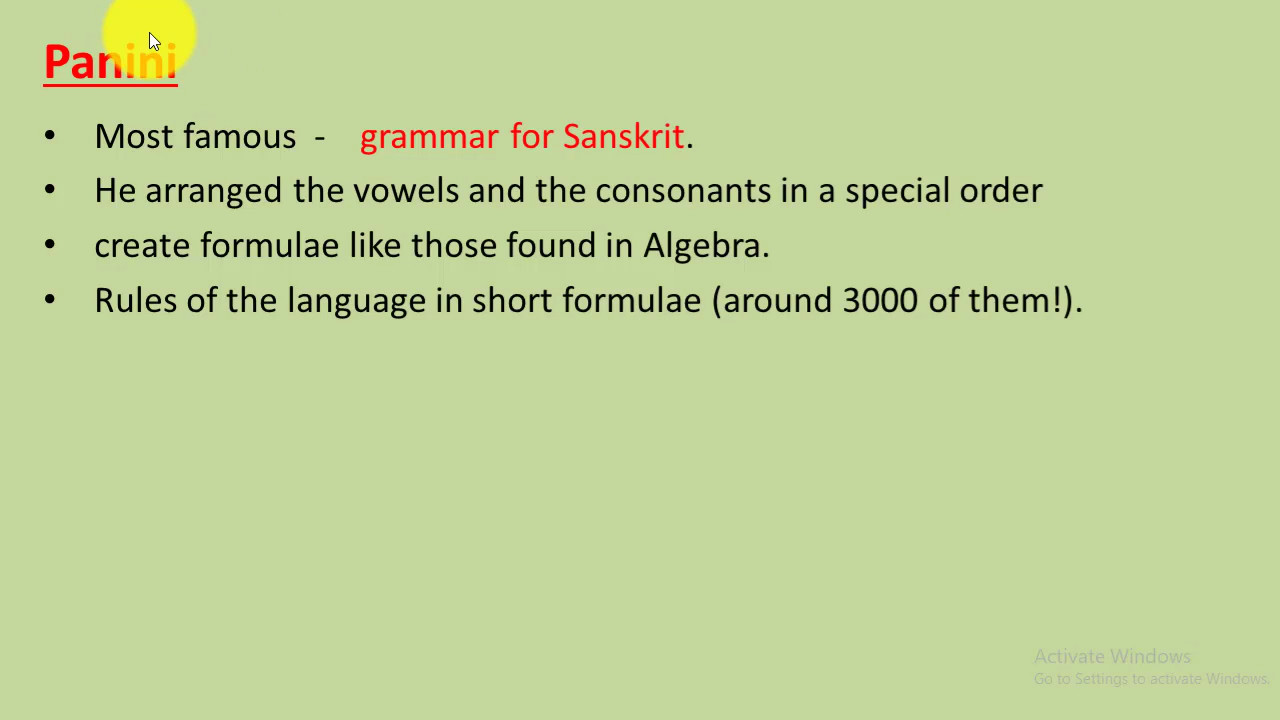 Panini
• Most famous - grammar for Sanskrit.
• He arranged the vowels and the consonants in a special order
• create formulae like those found in Algebra.
• Rules of the language in short formulae (around 3000 of them!).
Activate Windows
Go to Settings to activate Windows.